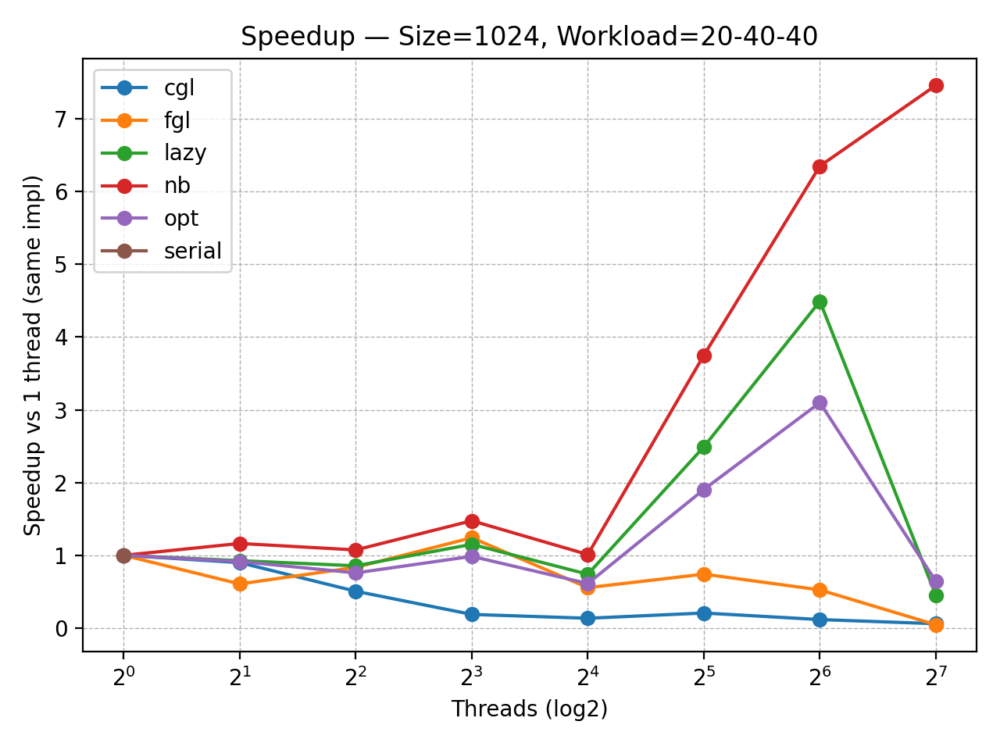 Speedup — Size=1024, Workload=20-40-40
cgl
fgl
lazy
nb
opt
serial
Speedup vs 1 thread (same impl)
7
6
5
4
3
2
1
0
2⁰ 2¹ 2² 2³ 2⁴ 2⁵ 2⁶ 2⁷
Threads (log2)